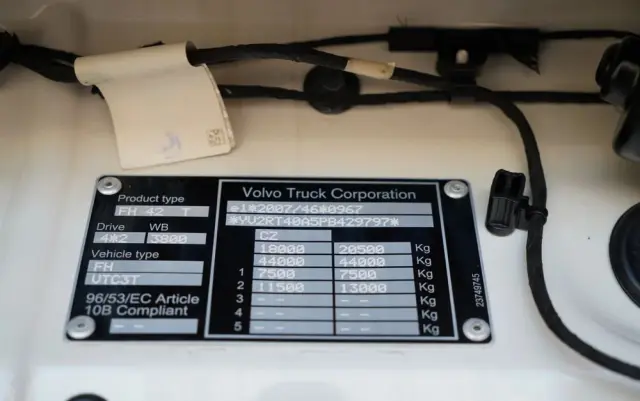 Product type
FH 42 T
Drive WB
4*2 3800
Vehicle type
FH
VTC3T
96/53/EC Article
10B Compliant
-- --
Volvo Truck Corporation
e1*2007/46*0967
*YV2RT40A5PB429797*
CZ
18000 20500 Kg
44000 44000 Kg
1 7500 7500 Kg
2 11500 13000 Kg
3 -- -- -- -- Kg
4 -- -- -- -- Kg
5 -- -- -- -- Kg
23749745